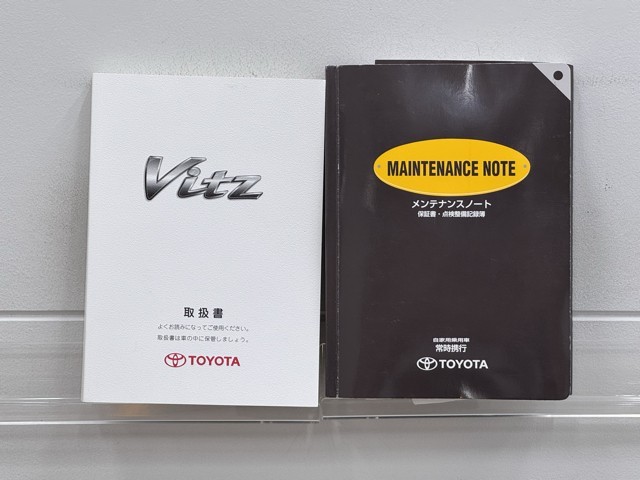 Vitz
取扱書
よくお読みになってご使用ください。
取扱書は車の中に保管しましょう。
TOYOTA
MAINTENANCE NOTE
メンテナンスノート
保証書・点検整備記録簿
自家用乗用車
常時携行
TOYOTA